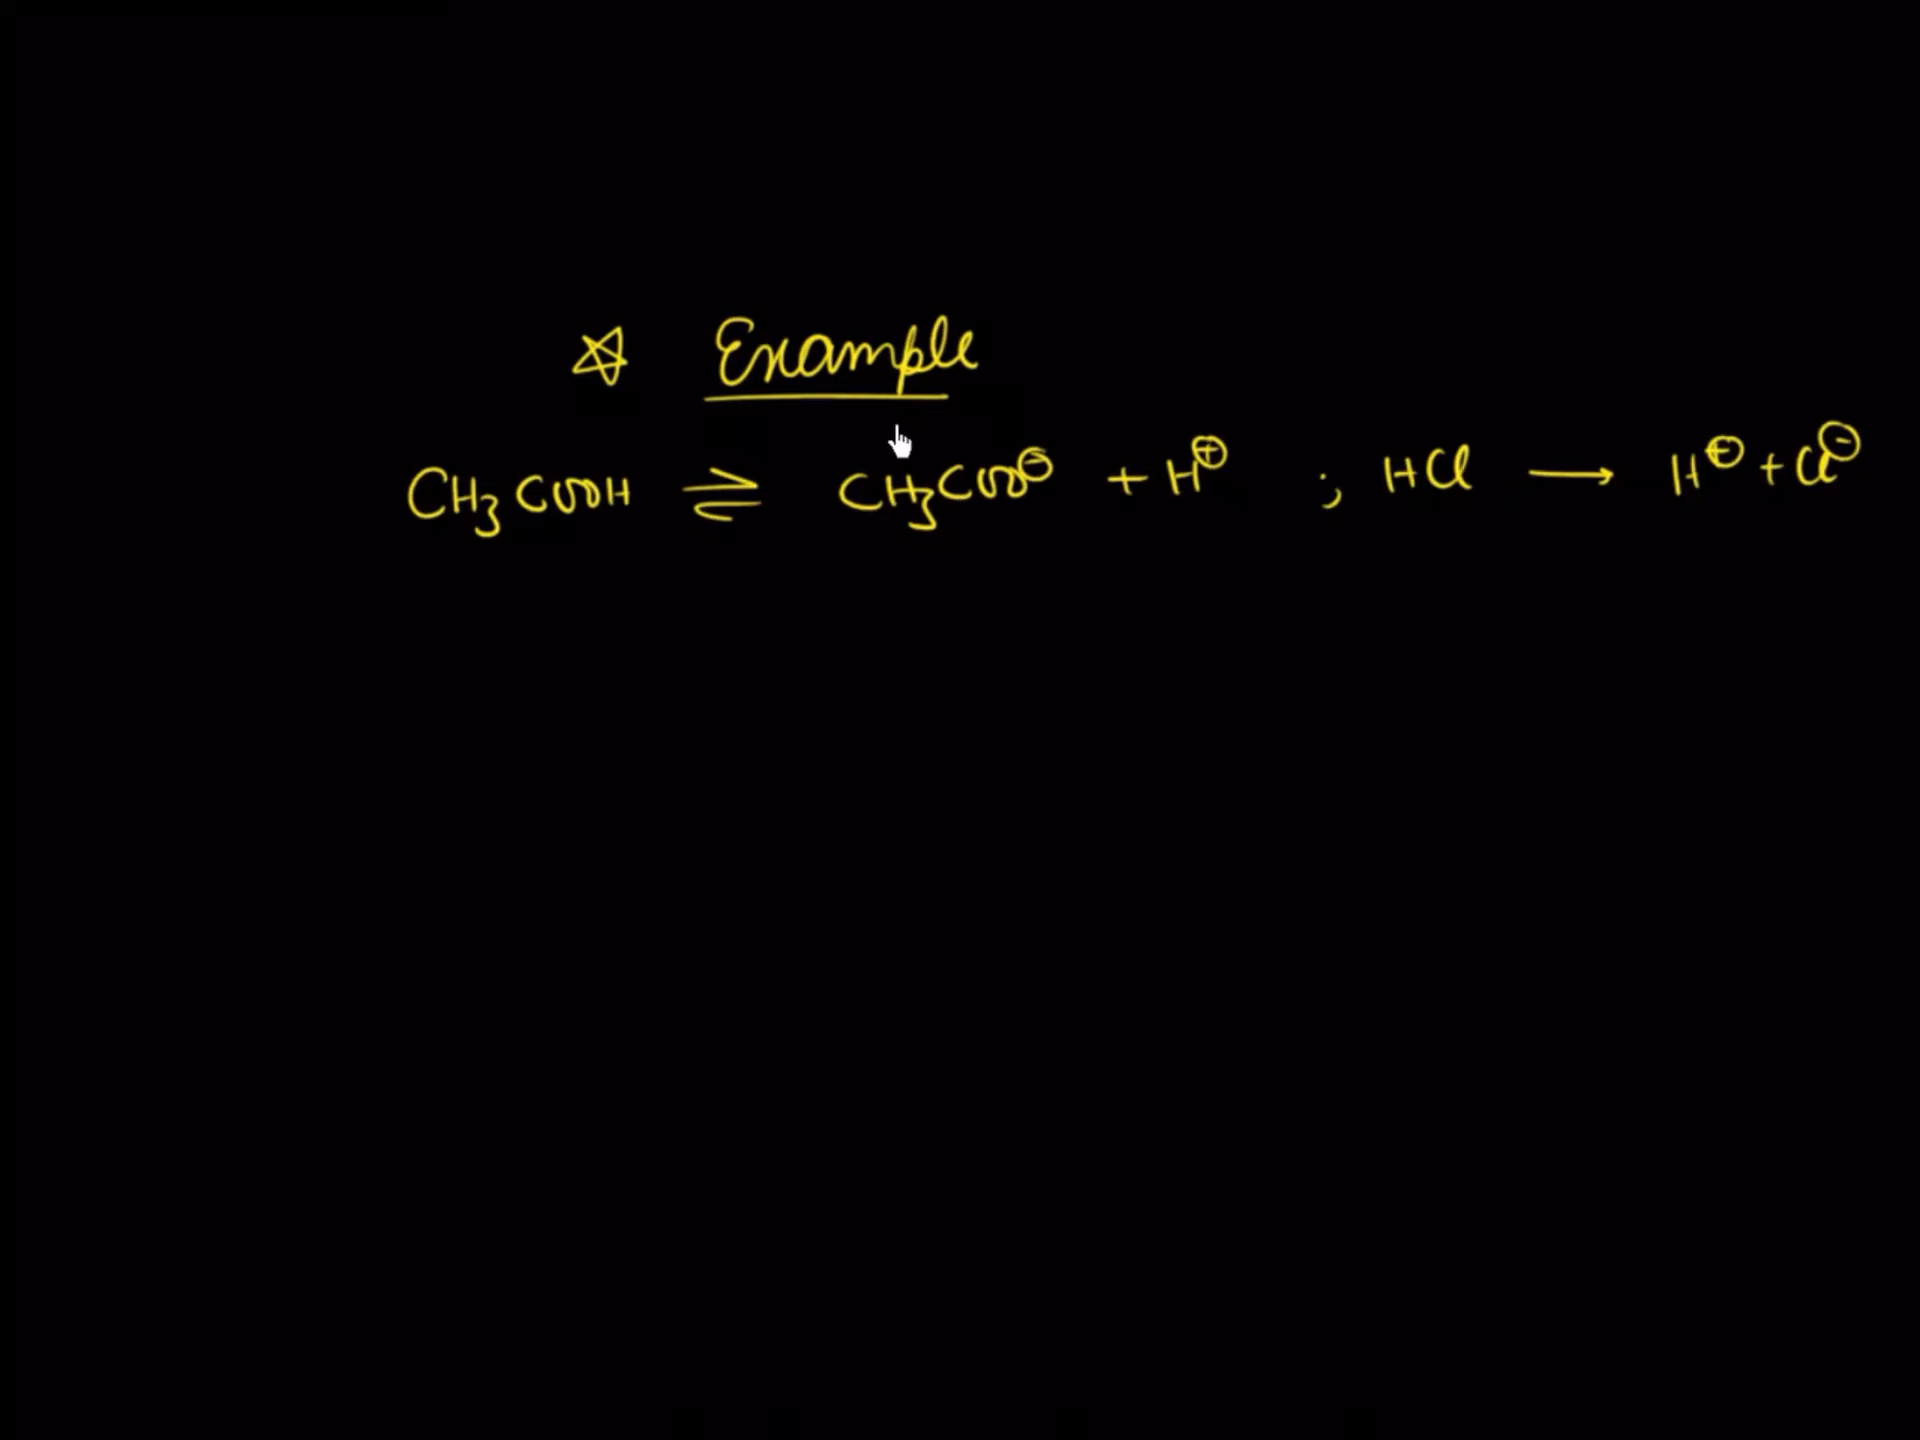 ☆ Example
CH₃COOH ⇌ CH₃COO⊖ + H⊕ ; HCl ⟶ H⊕ + Cl⊖